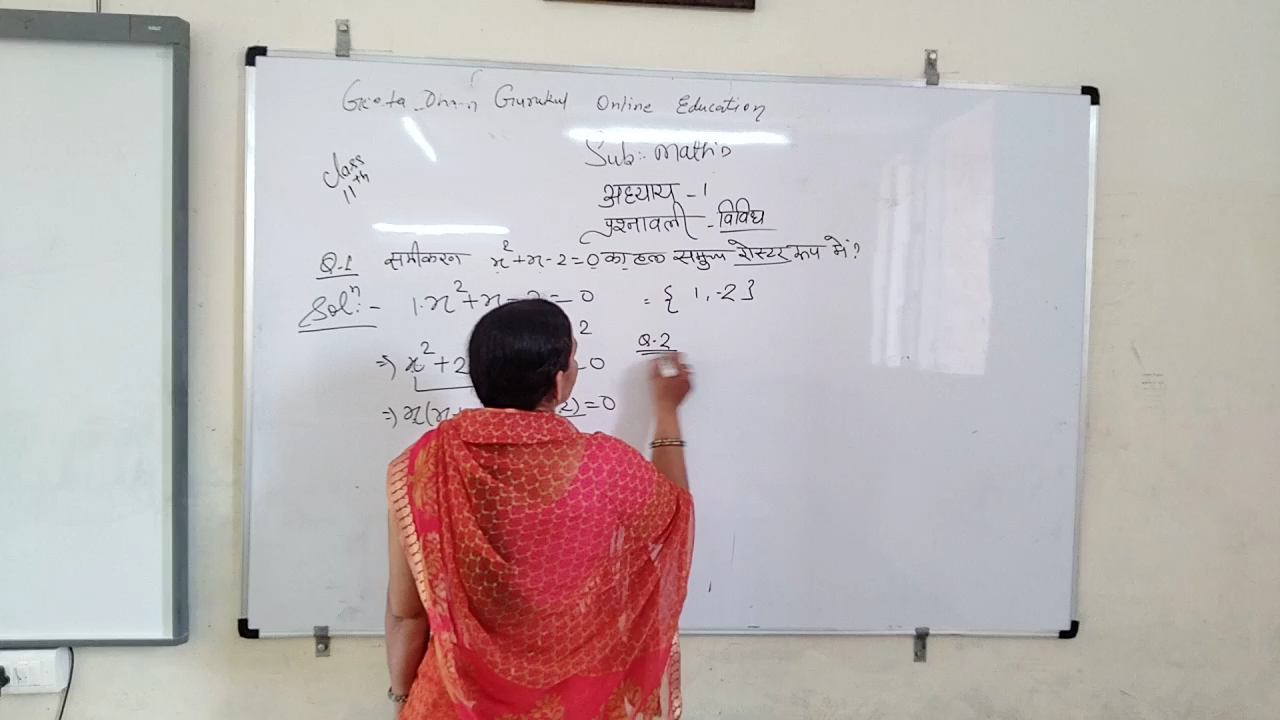 Geeta Dhan Gurukul Online Education
Class 11th
Sub:- Maths
अध्याय - 1
प्रश्नावली - विविध
Q.1 समीकरण x²+x-2=0 का हल समुच्चय रोस्टर रूप में?
Solⁿ:- 1.x²+x-2=0
⇒ x²+2 =0
⇒ x(x+ 2)=0
= { 1, -2 }
Q.2